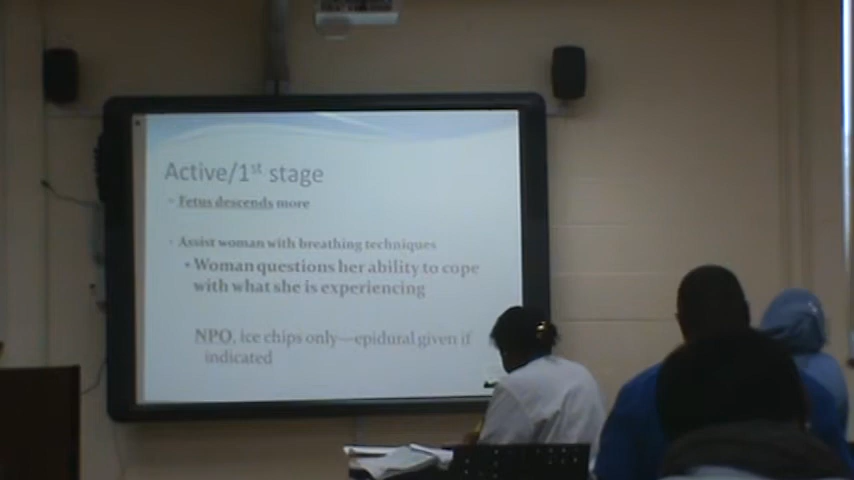 Active/1st stage
• Fetus descends more
• Assist woman with breathing techniques
• Woman questions her ability to cope
with what she is experiencing
NPO, ice chips only—epidural given if
indicated